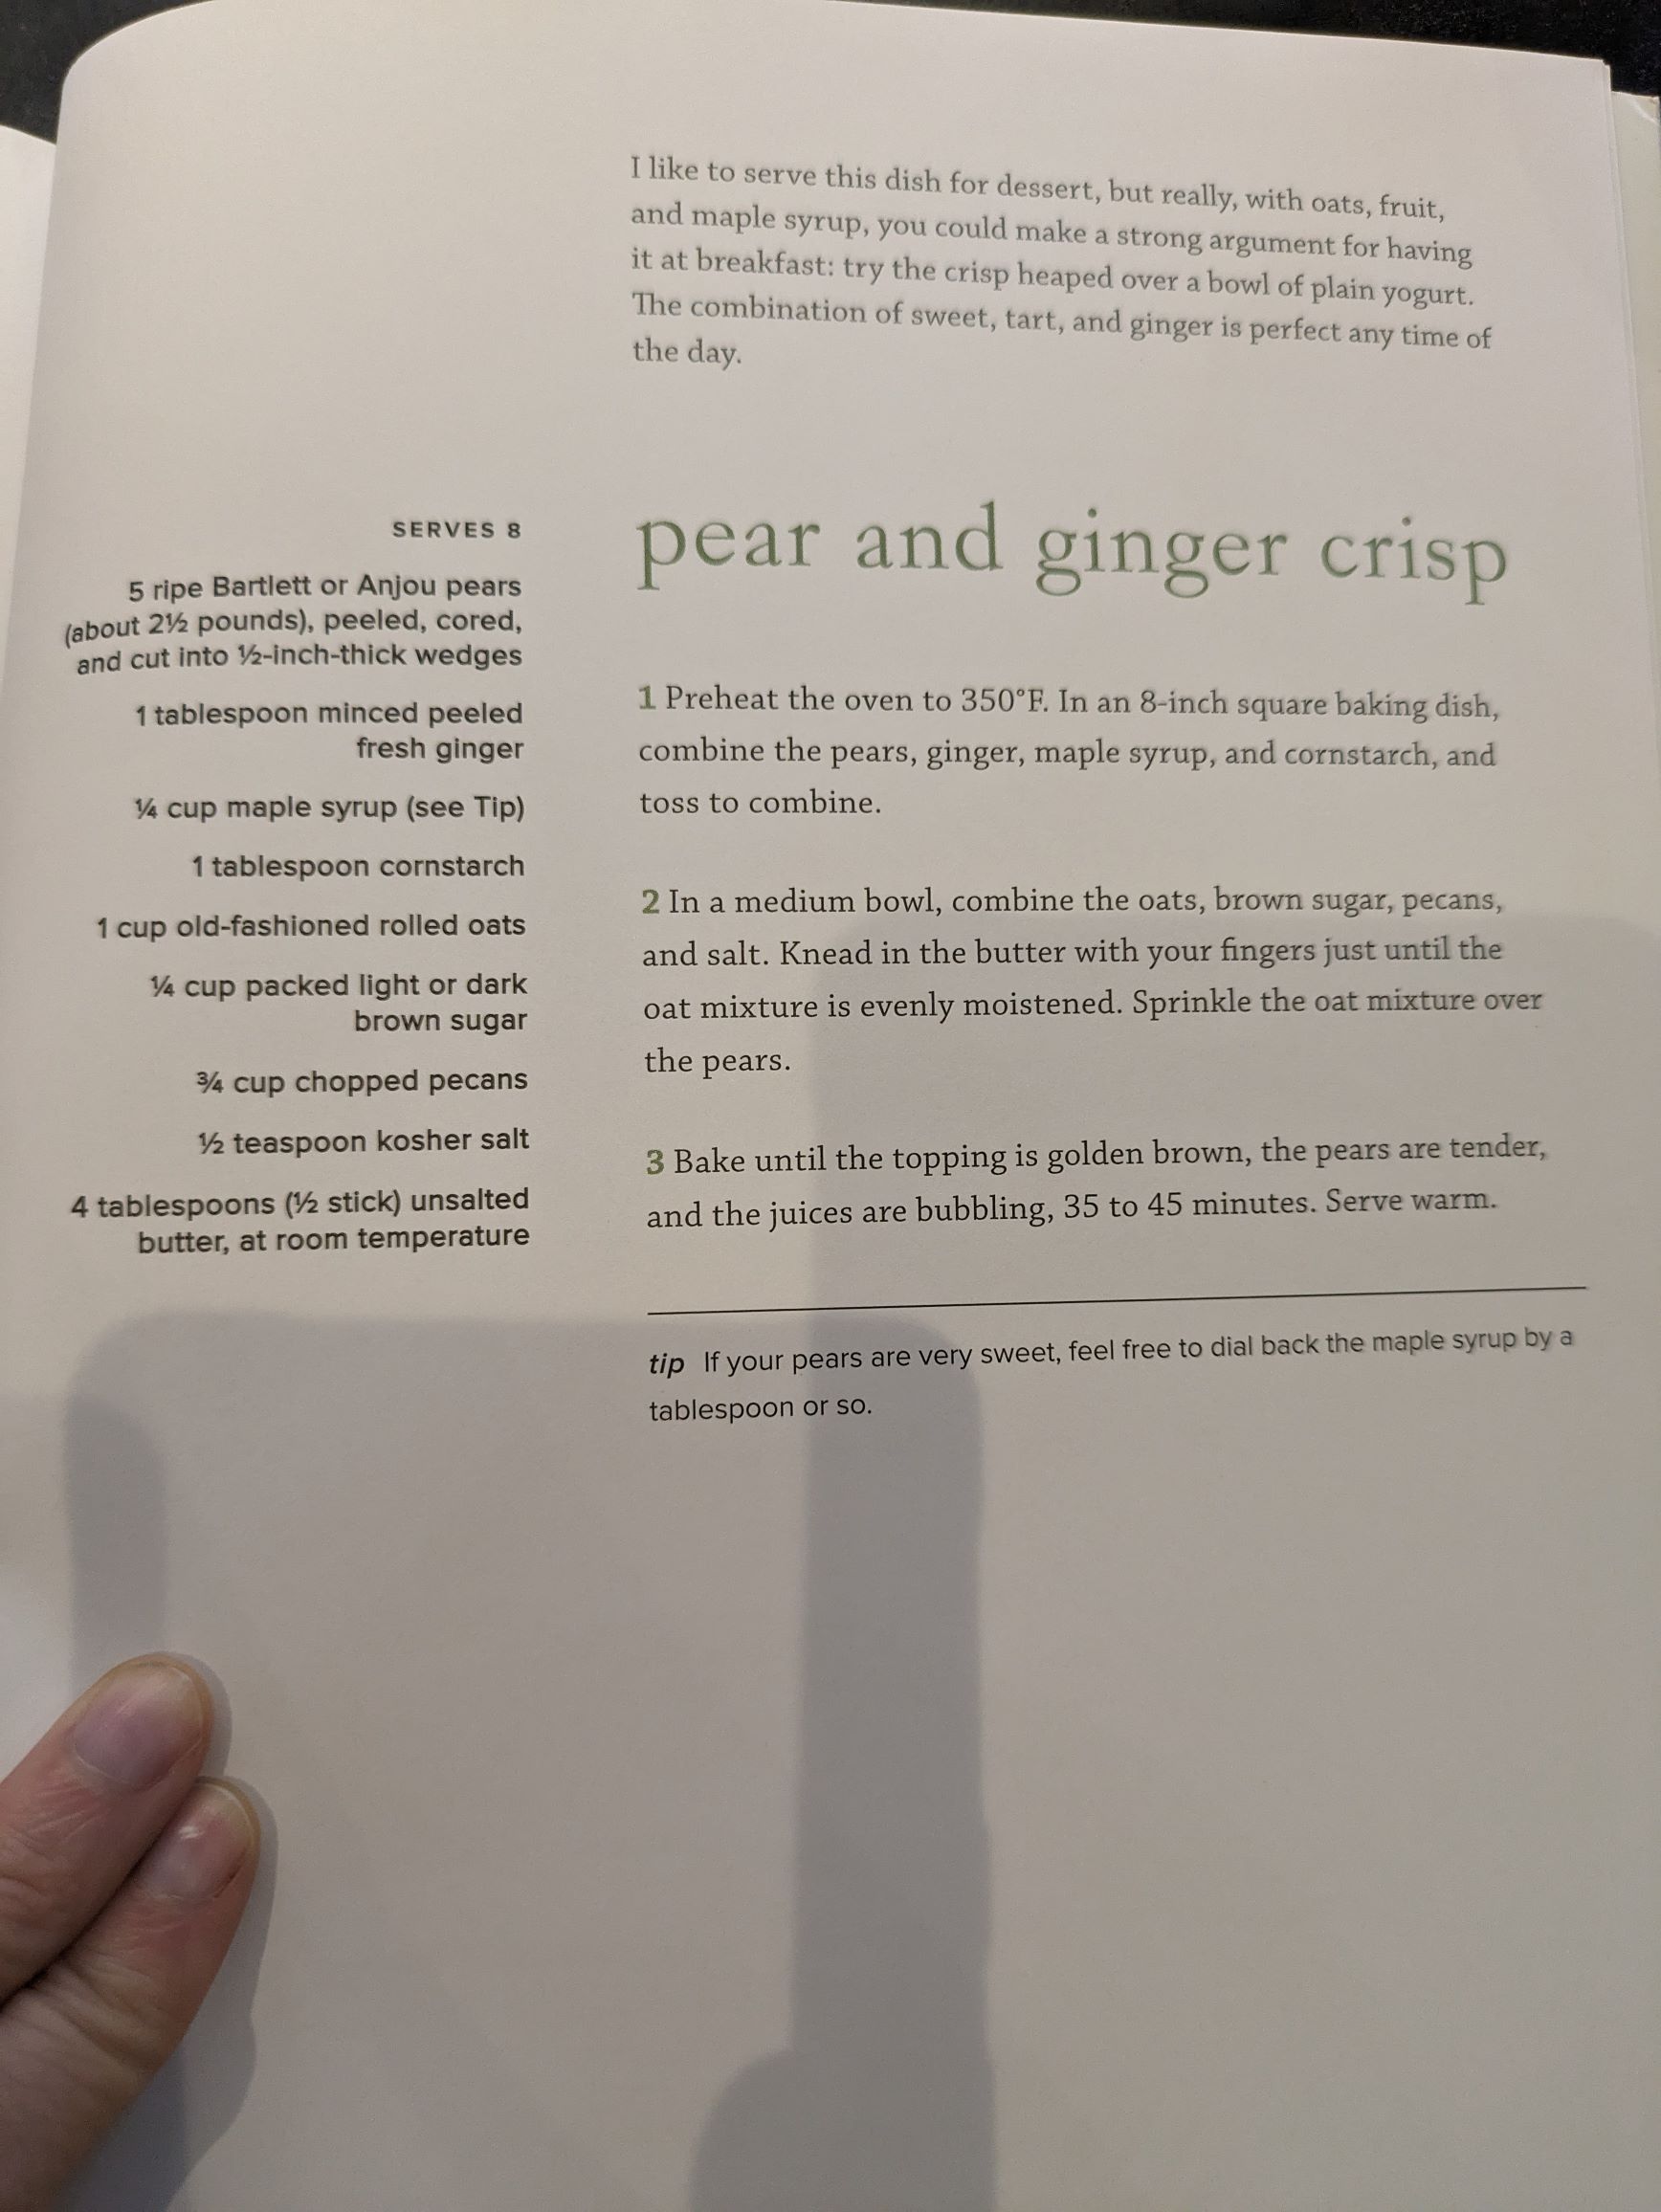 I like to serve this dish for dessert, but really, with oats, fruit,
and maple syrup, you could make a strong argument for having
it at breakfast: try the crisp heaped over a bowl of plain yogurt.
The combination of sweet, tart, and ginger is perfect any time of
the day.
pear and ginger crisp
SERVES 8
5 ripe Bartlett or Anjou pears
(about 2½ pounds), peeled, cored,
and cut into ½-inch-thick wedges
1 tablespoon minced peeled
fresh ginger
¼ cup maple syrup (see Tip)
1 tablespoon cornstarch
1 cup old-fashioned rolled oats
¼ cup packed light or dark
brown sugar
¾ cup chopped pecans
½ teaspoon kosher salt
4 tablespoons (½ stick) unsalted
butter, at room temperature
1 Preheat the oven to 350°F. In an 8-inch square baking dish,
combine the pears, ginger, maple syrup, and cornstarch, and
toss to combine.
2 In a medium bowl, combine the oats, brown sugar, pecans,
and salt. Knead in the butter with your fingers just until the
oat mixture is evenly moistened. Sprinkle the oat mixture over
the pears.
3 Bake until the topping is golden brown, the pears are tender,
and the juices are bubbling, 35 to 45 minutes. Serve warm.
tip If your pears are very sweet, feel free to dial back the maple syrup by a
tablespoon or so.